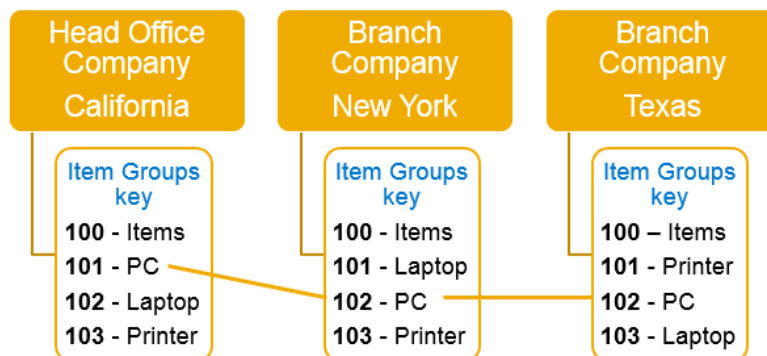 Head Office
Company
California
Item Groups
key
100 - Items
101 - PC
102 - Laptop
103 - Printer
Branch
Company
New York
Item Groups
key
100 - Items
101 - Laptop
102 - PC
103 - Printer
Branch
Company
Texas
Item Groups
key
100 – Items
101 - Printer
102 - PC
103 - Laptop